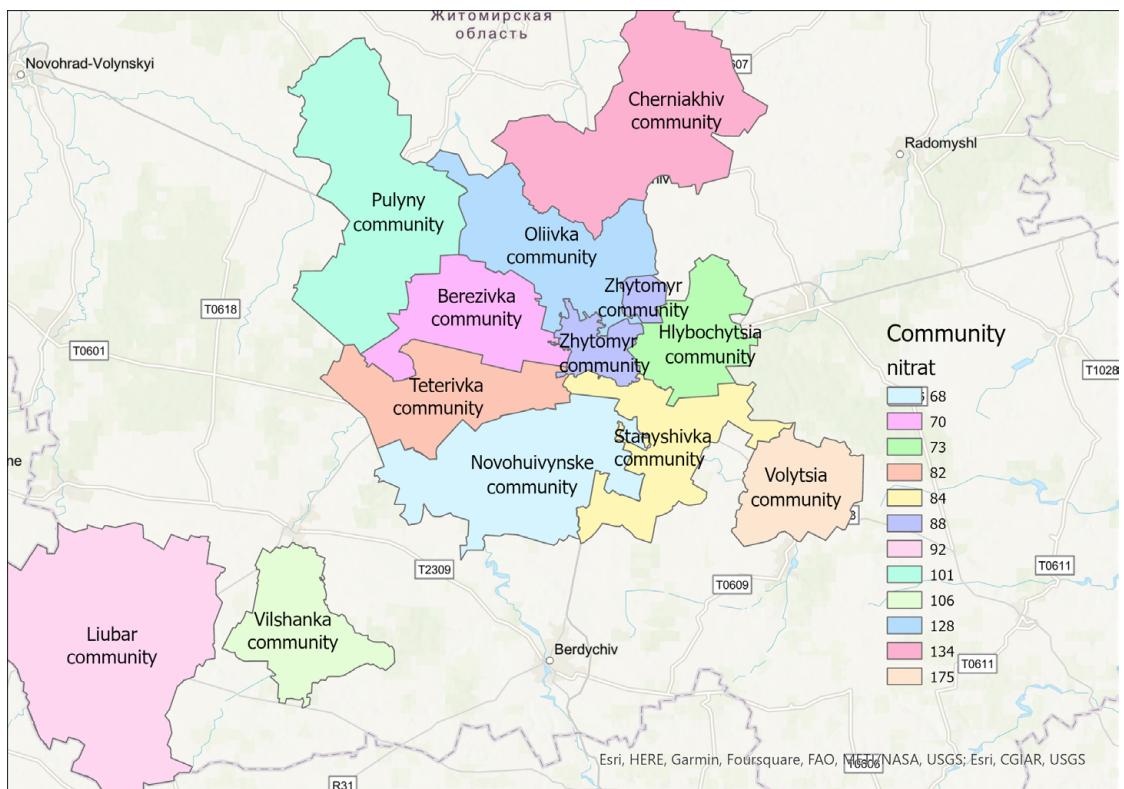 Житомирская
область
Novohrad-Volynskyi
Cherniakhiv
community
Radomyshl
Pulyny
community
Oliivka
community
Zhytomyr
community
Berezivka
community
T0618
Hlybochytsia
community
Zhytomyr
community
T0601
Teterivka
community
T1028
Stanyshivka
community
Novohuivynske
community
Volytsia
community
T2309
T0609
T0611
Vilshanka
community
Liubar
community
Berdychiv
T0611
R31
Community
nitrat
68
70
73
82
84
88
92
101
106
128
134
175
Esri, HERE, Garmin, Foursquare, FAO, METI/NASA, USGS; Esri, CGIAR, USGS